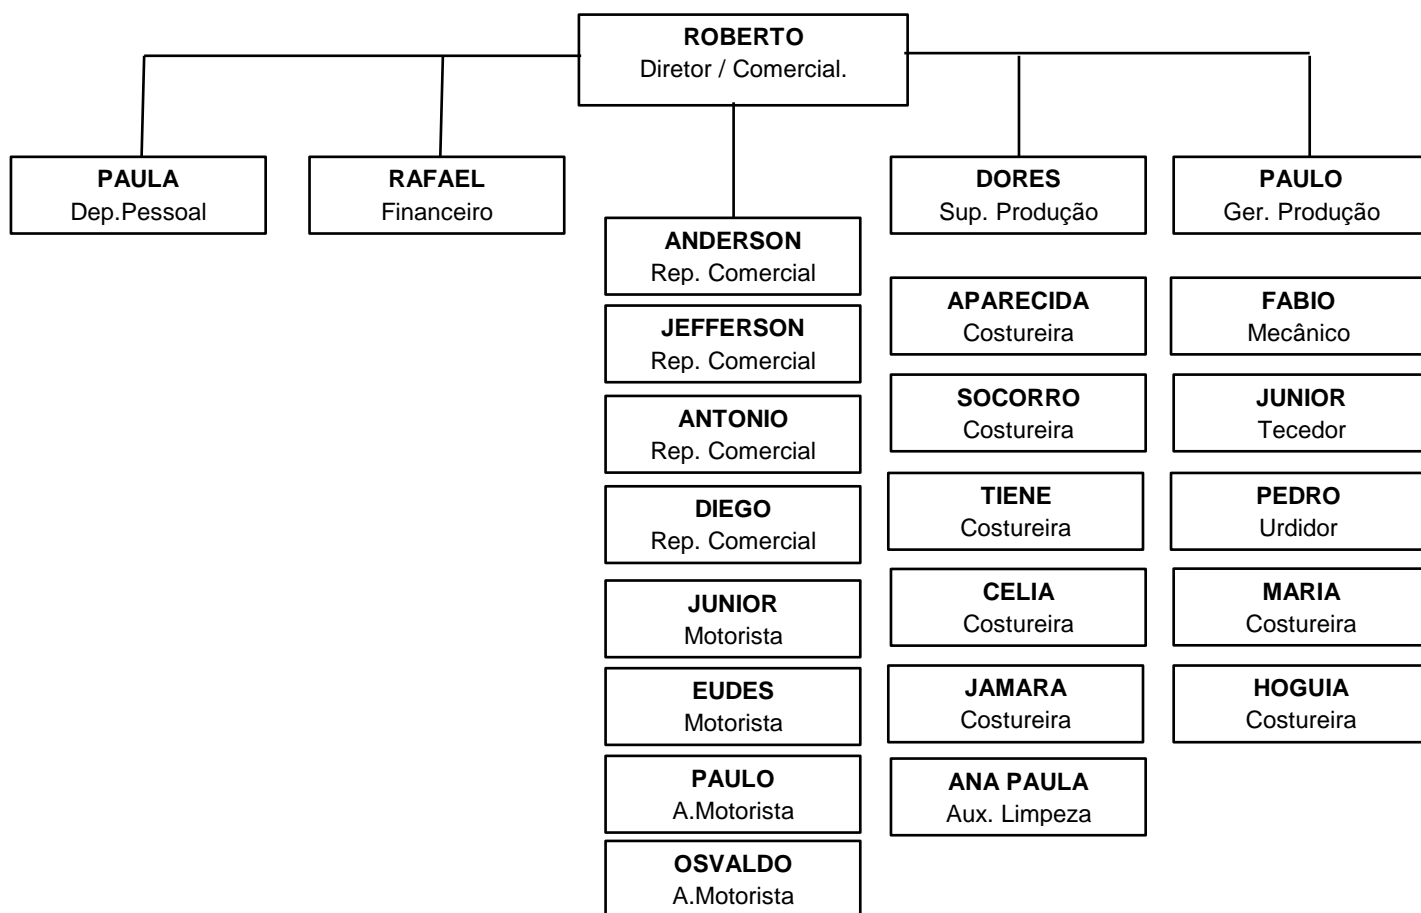 ROBERTO
Diretor / Comercial.
PAULA
Dep.Pessoal
RAFAEL
Financeiro
DORES
Sup. Produção
PAULO
Ger. Produção
ANDERSON
Rep. Comercial
JEFFERSON
Rep. Comercial
ANTONIO
Rep. Comercial
DIEGO
Rep. Comercial
JUNIOR
Motorista
EUDES
Motorista
PAULO
A.Motorista
OSVALDO
A.Motorista
APARECIDA
Costureira
SOCORRO
Costureira
TIENE
Costureira
CELIA
Costureira
JAMARA
Costureira
ANA PAULA
Aux. Limpeza
FABIO
Mecânico
JUNIOR
Tecedor
PEDRO
Urdidor
MARIA
Costureira
HOGUIA
Costureira